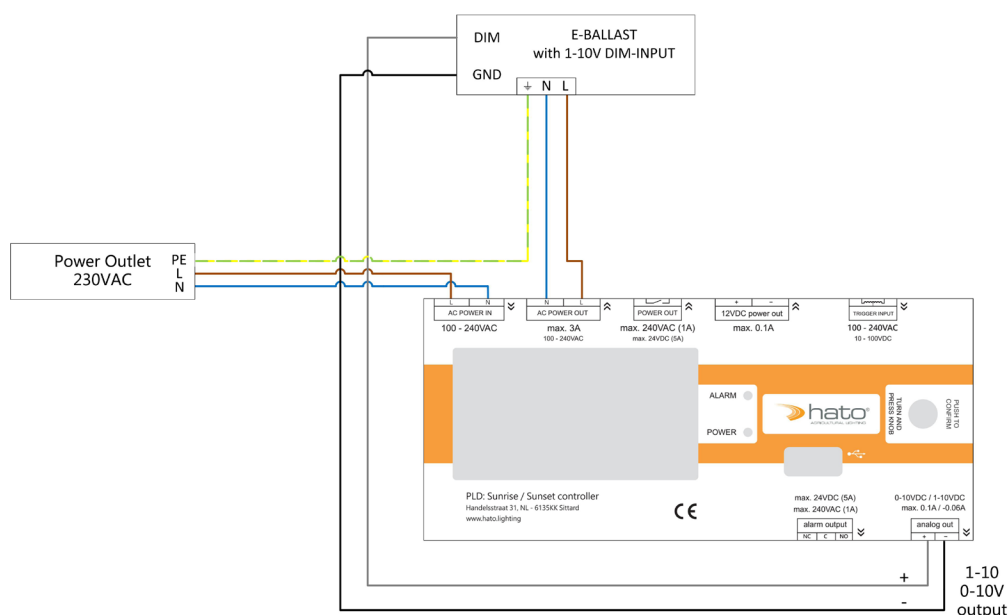 DIM
E-BALLAST
with 1-10V DIM-INPUT
GND
N L
Power Outlet
230VAC
PE
L
N
L N
AC POWER IN
100 - 240VAC
N L
AC POWER OUT
max. 3A
100 - 240VAC
POWER OUT
max. 240VAC (1A)
max. 24VDC (5A)
+ −
12VDC power out
max. 0.1A
TRIGGER INPUT
100 - 240VAC
10 - 100VDC
ALARM
POWER
hato®
AGRICULTURAL LIGHTING
TURN AND
PRESS KNOB
PUSH TO
CONFIRM
PLD: Sunrise / Sunset controller
Handelsstraat 31, NL - 6135KK Sittard
www.hato.lighting
CE
max. 24VDC (5A)
max. 240VAC (1A)
alarm output
NC C NO
0-10VDC / 1-10VDC
max. 0.1A / -0.06A
analog out
+ −
+
-
1-10
0-10V
output